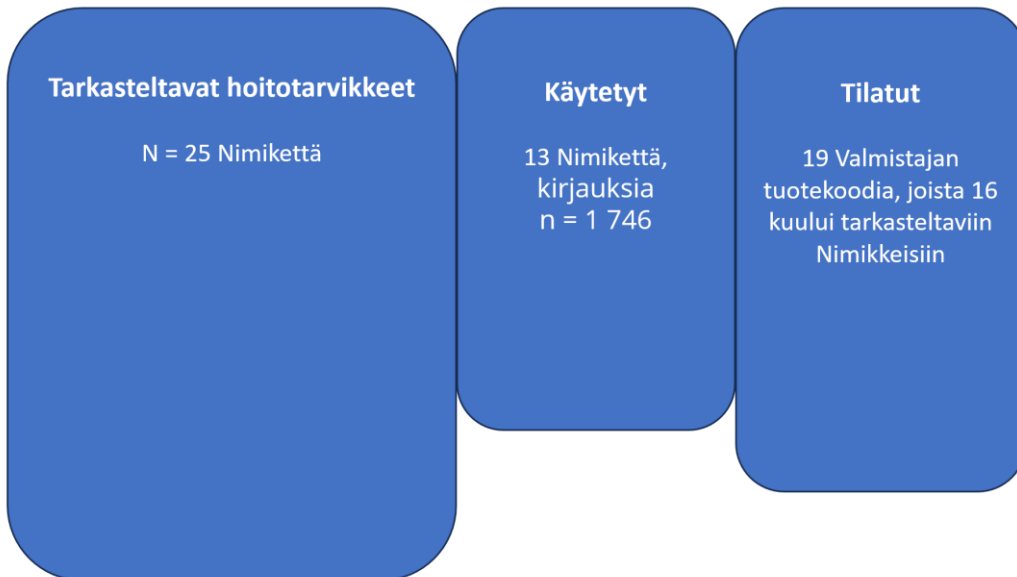 Tarkasteltavat hoitotarvikkeet
N = 25 Nimikettä
Käytetyt
13 Nimikettä,
kirjauksia
n = 1 746
Tilatut
19 Valmistajan
tuotekoodia, joista 16
kuului tarkasteltaviin
Nimikkeisiin